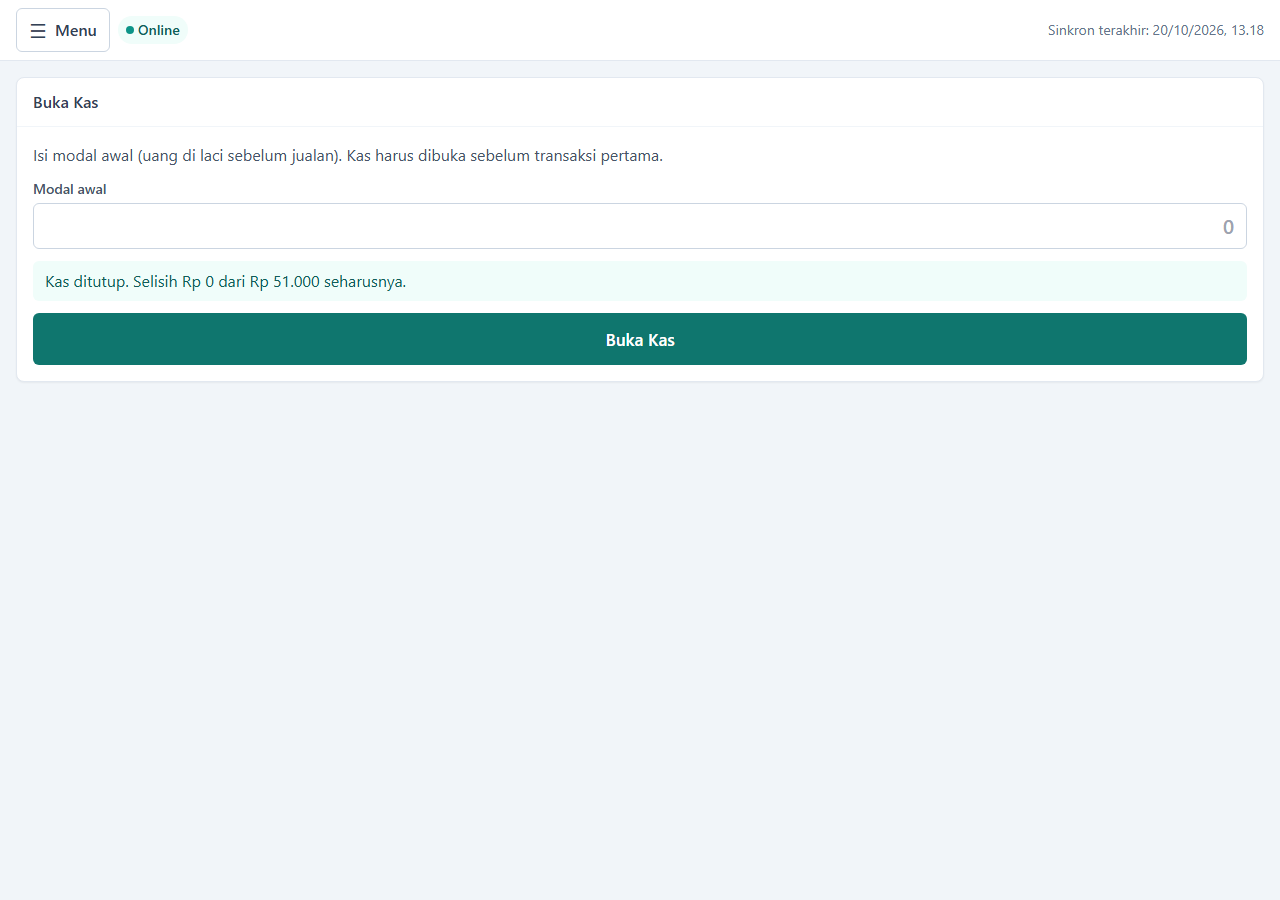 ☰ Menu
Online
Sinkron terakhir: 20/10/2026, 13.18
Buka Kas
Isi modal awal (uang di laci sebelum jualan). Kas harus dibuka sebelum transaksi pertama.
Modal awal
0
Kas ditutup. Selisih Rp 0 dari Rp 51.000 seharusnya.
Buka Kas